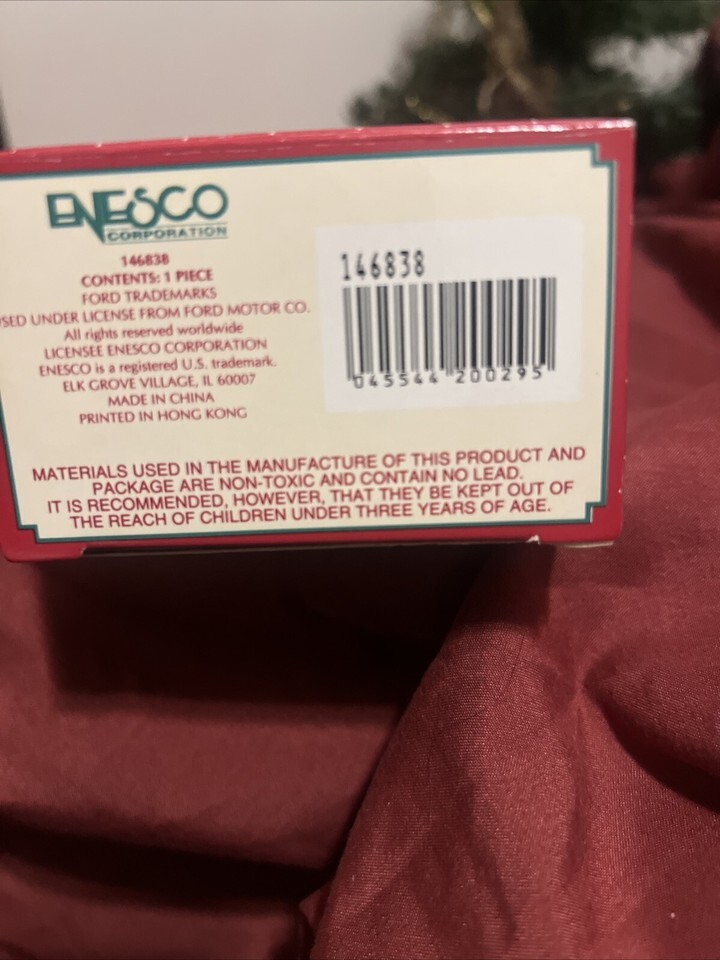 ENESCO
CORPORATION
146838
CONTENTS: 1 PIECE
FORD TRADEMARKS
USED UNDER LICENSE FROM FORD MOTOR CO.
All rights reserved worldwide
LICENSEE ENESCO CORPORATION
ENESCO is a registered U.S. trademark.
ELK GROVE VILLAGE, IL 60007
MADE IN CHINA
PRINTED IN HONG KONG
146838
045544 200295
MATERIALS USED IN THE MANUFACTURE OF THIS PRODUCT AND
PACKAGE ARE NON-TOXIC AND CONTAIN NO LEAD.
IT IS RECOMMENDED, HOWEVER, THAT THEY BE KEPT OUT OF
THE REACH OF CHILDREN UNDER THREE YEARS OF AGE.